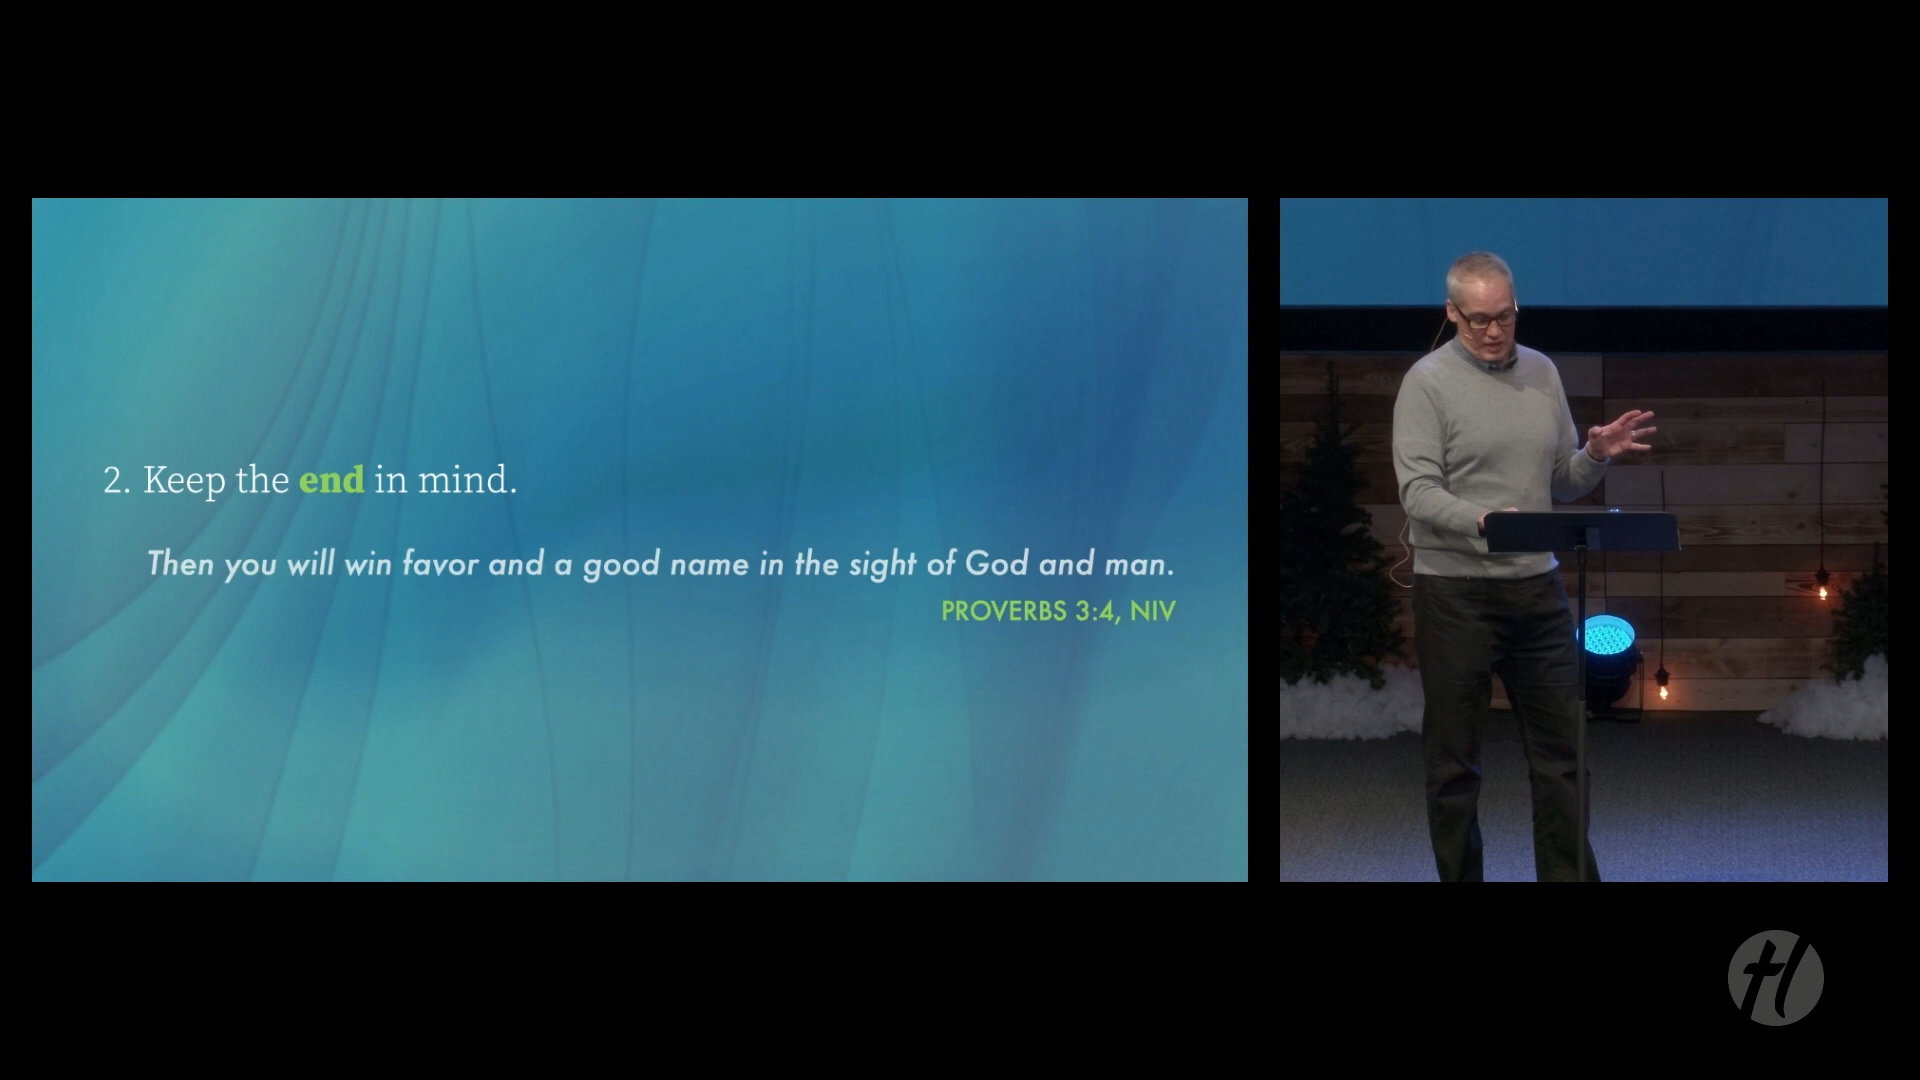 2. Keep the end in mind.
Then you will win favor and a good name in the sight of God and man.
PROVERBS 3:4, NIV